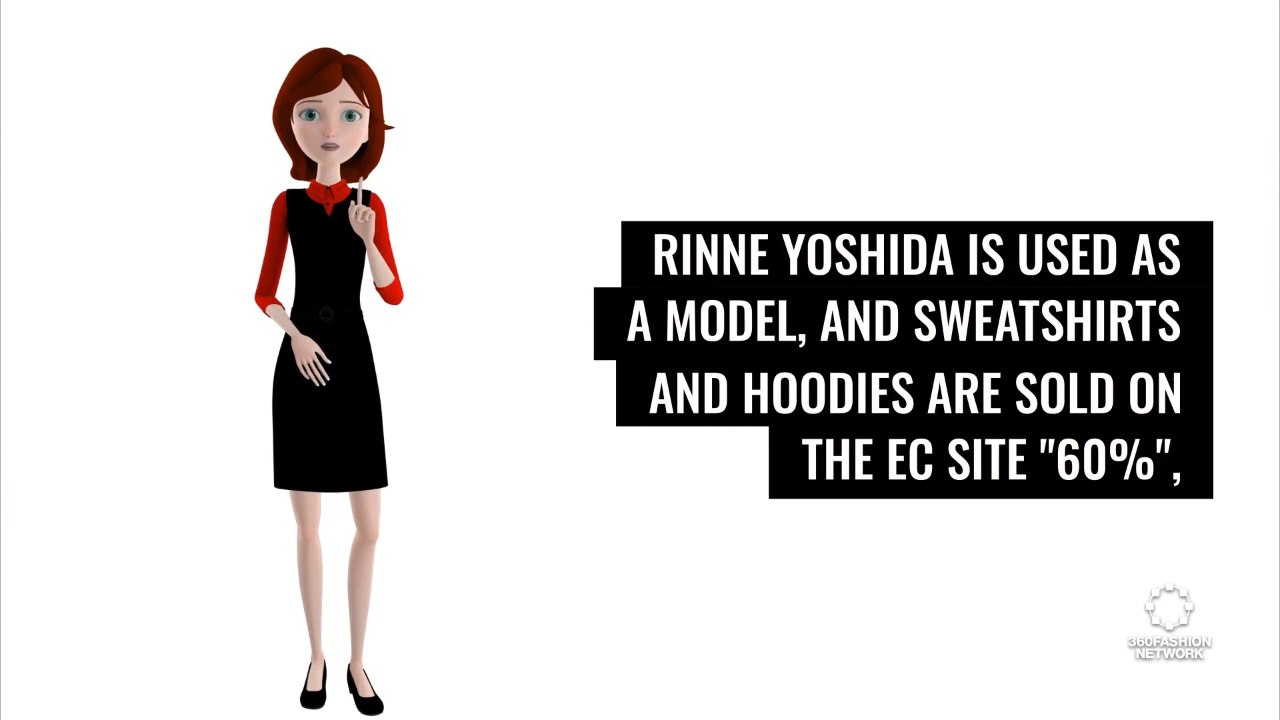 RINNE YOSHIDA IS USED AS
A MODEL, AND SWEATSHIRTS
AND HOODIES ARE SOLD ON
THE EC SITE "60%",
360FASHION
NETWORK